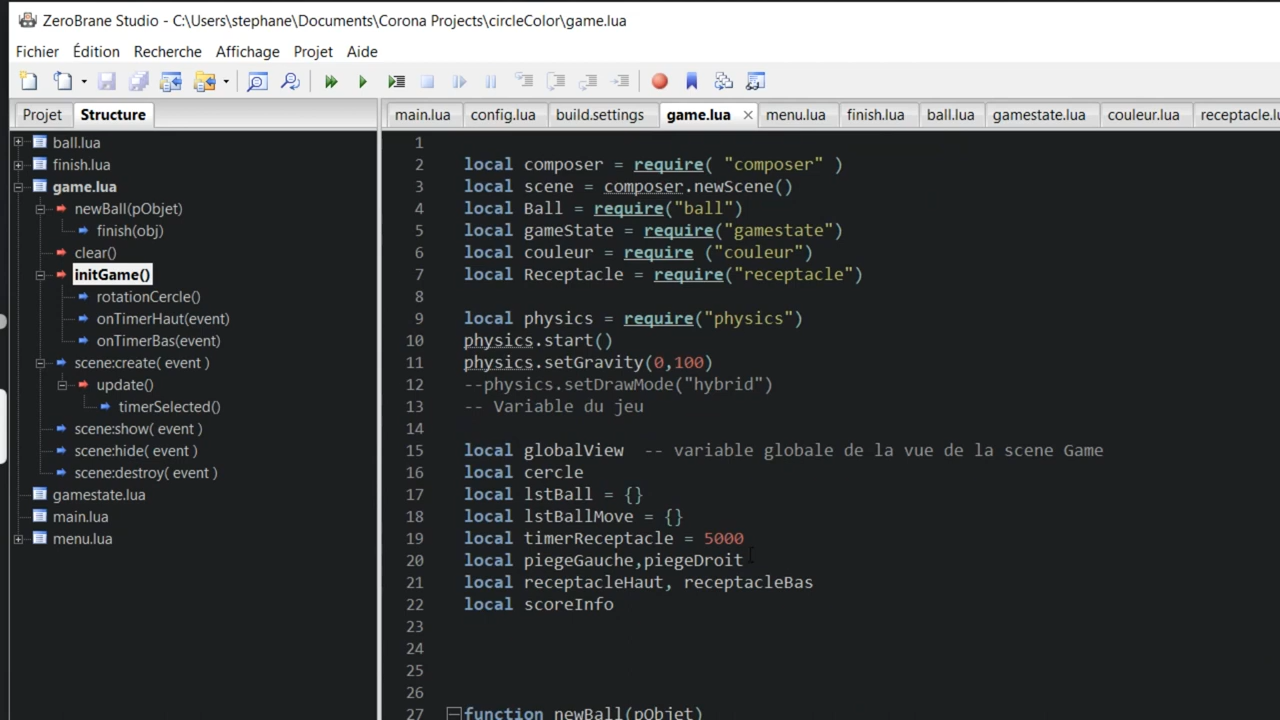 ZeroBrane Studio - C:\Users\stephane\Documents\Corona Projects\circleColor\game.lua
Fichier Édition Recherche Affichage Projet Aide
Projet Structure
main.lua config.lua build.settings game.lua menu.lua finish.lua ball.lua gamestate.lua couleur.lua receptacle.lu
ball.lua
finish.lua
game.lua
newBall(pObjet)
finish(obj)
clear()
initGame()
rotationCercle()
onTimerHaut(event)
onTimerBas(event)
scene:create( event )
update()
timerSelected()
scene:show( event )
scene:hide( event )
scene:destroy( event )
gamestate.lua
main.lua
menu.lua
1
2 local composer = require( "composer" )
3 local scene = composer.newScene()
4 local Ball = require("ball")
5 local gameState = require("gamestate")
6 local couleur = require ("couleur")
7 local Receptacle = require("receptacle")
8
9 local physics = require("physics")
10 physics.start()
11 physics.setGravity(0,100)
12 --physics.setDrawMode("hybrid")
13 -- Variable du jeu
14
15 local globalView -- variable globale de la vue de la scene Game
16 local cercle
17 local lstBall = {}
18 local lstBallMove = {}
19 local timerReceptacle = 5000
20 local piegeGauche,piegeDroit
21 local receptacleHaut, receptacleBas
22 local scoreInfo
23
24
25
26
27 function newBall(pObjet)